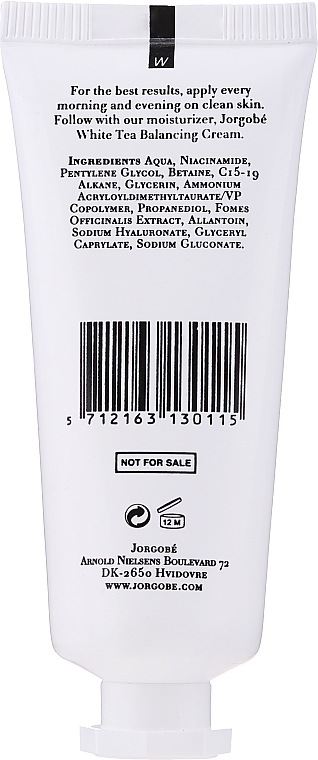 W
For the best results, apply every
morning and evening on clean skin.
Follow with our moisturizer, Jorgobé
White Tea Balancing Cream.
Ingredients Aqua, Niacinamide,
Pentylene Glycol, Betaine, C15-19
Alkane, Glycerin, Ammonium
Acryloyldimethyltaurate/VP
Copolymer, Propanediol, Fomes
Officinalis Extract, Allantoin,
Sodium Hyaluronate, Glyceryl
Caprylate, Sodium Gluconate.
5 712163 130115
NOT FOR SALE
12 M
Jorgobé
Arnold Nielsens Boulevard 72
DK-2650 Hvidovre
www.jorgobe.com